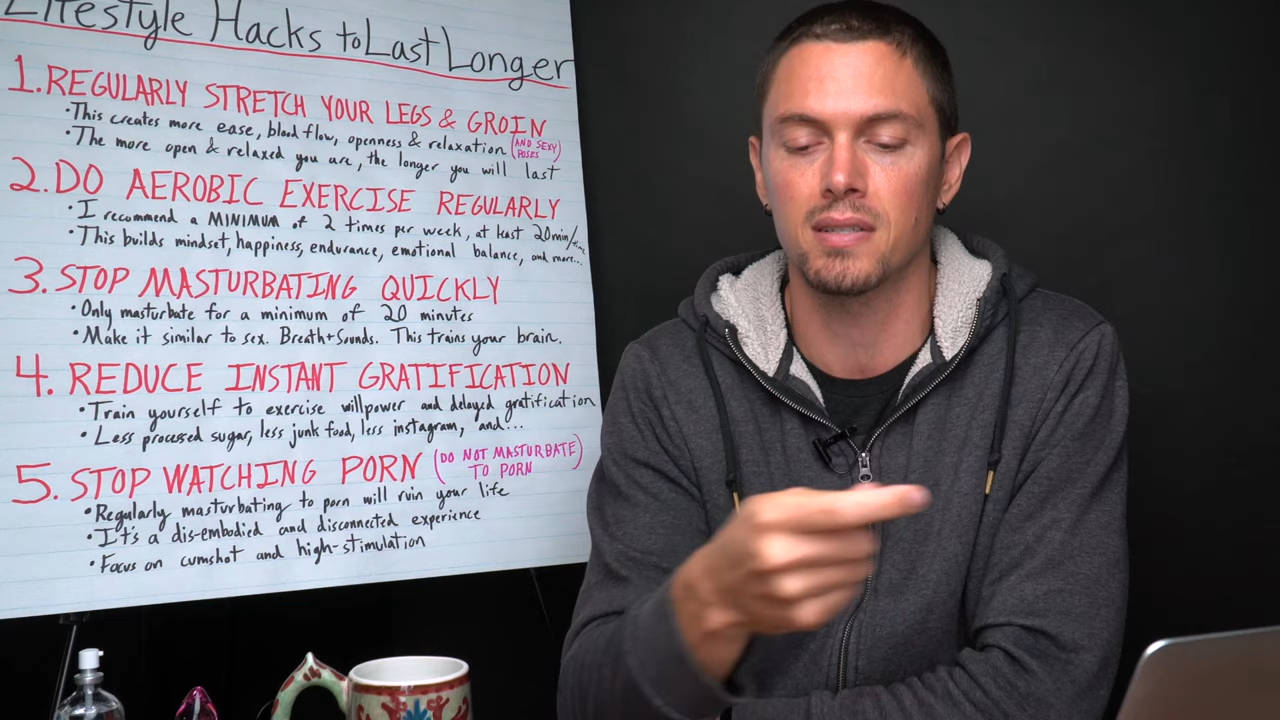 Lifestyle Hacks to Last Longer
1. REGULARLY STRETCH YOUR LEGS & GROIN
• This creates more ease, blood flow, openness & relaxation (AND SEXY POSES)
• The more open & relaxed you are, the longer you will last
2. DO AEROBIC EXERCISE REGULARLY
• I recommend a MINIMUM of 2 times per week, at least 20min/time
• This builds mindset, happiness, endurance, emotional balance, and more...
3. STOP MASTURBATING QUICKLY
• Only masturbate for a minimum of 20 minutes
• Make it similar to sex. Breath+Sounds. This trains your brain.
4. REDUCE INSTANT GRATIFICATION
• Train yourself to exercise willpower and delayed gratification
• Less processed sugar, less junk food, less instagram, and...
5. STOP WATCHING PORN (DO NOT MASTURBATE TO PORN)
• Regularly masturbating to porn will ruin your life
• It's a dis-embodied and disconnected experience
• Focus on cumshot and high-stimulation